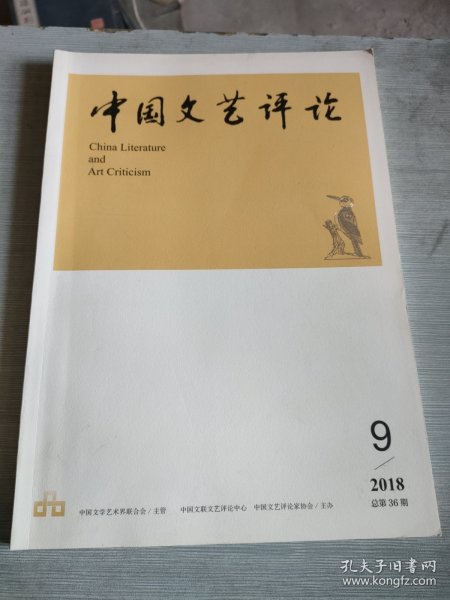 中国文艺评论
China Literature
and
Art Criticism
9
2018
总第36期
中国文学艺术界联合会 / 主管 中国文联文艺评论中心 中国文艺评论家协会 / 主办
孔夫子旧书网
www.kongfz.com